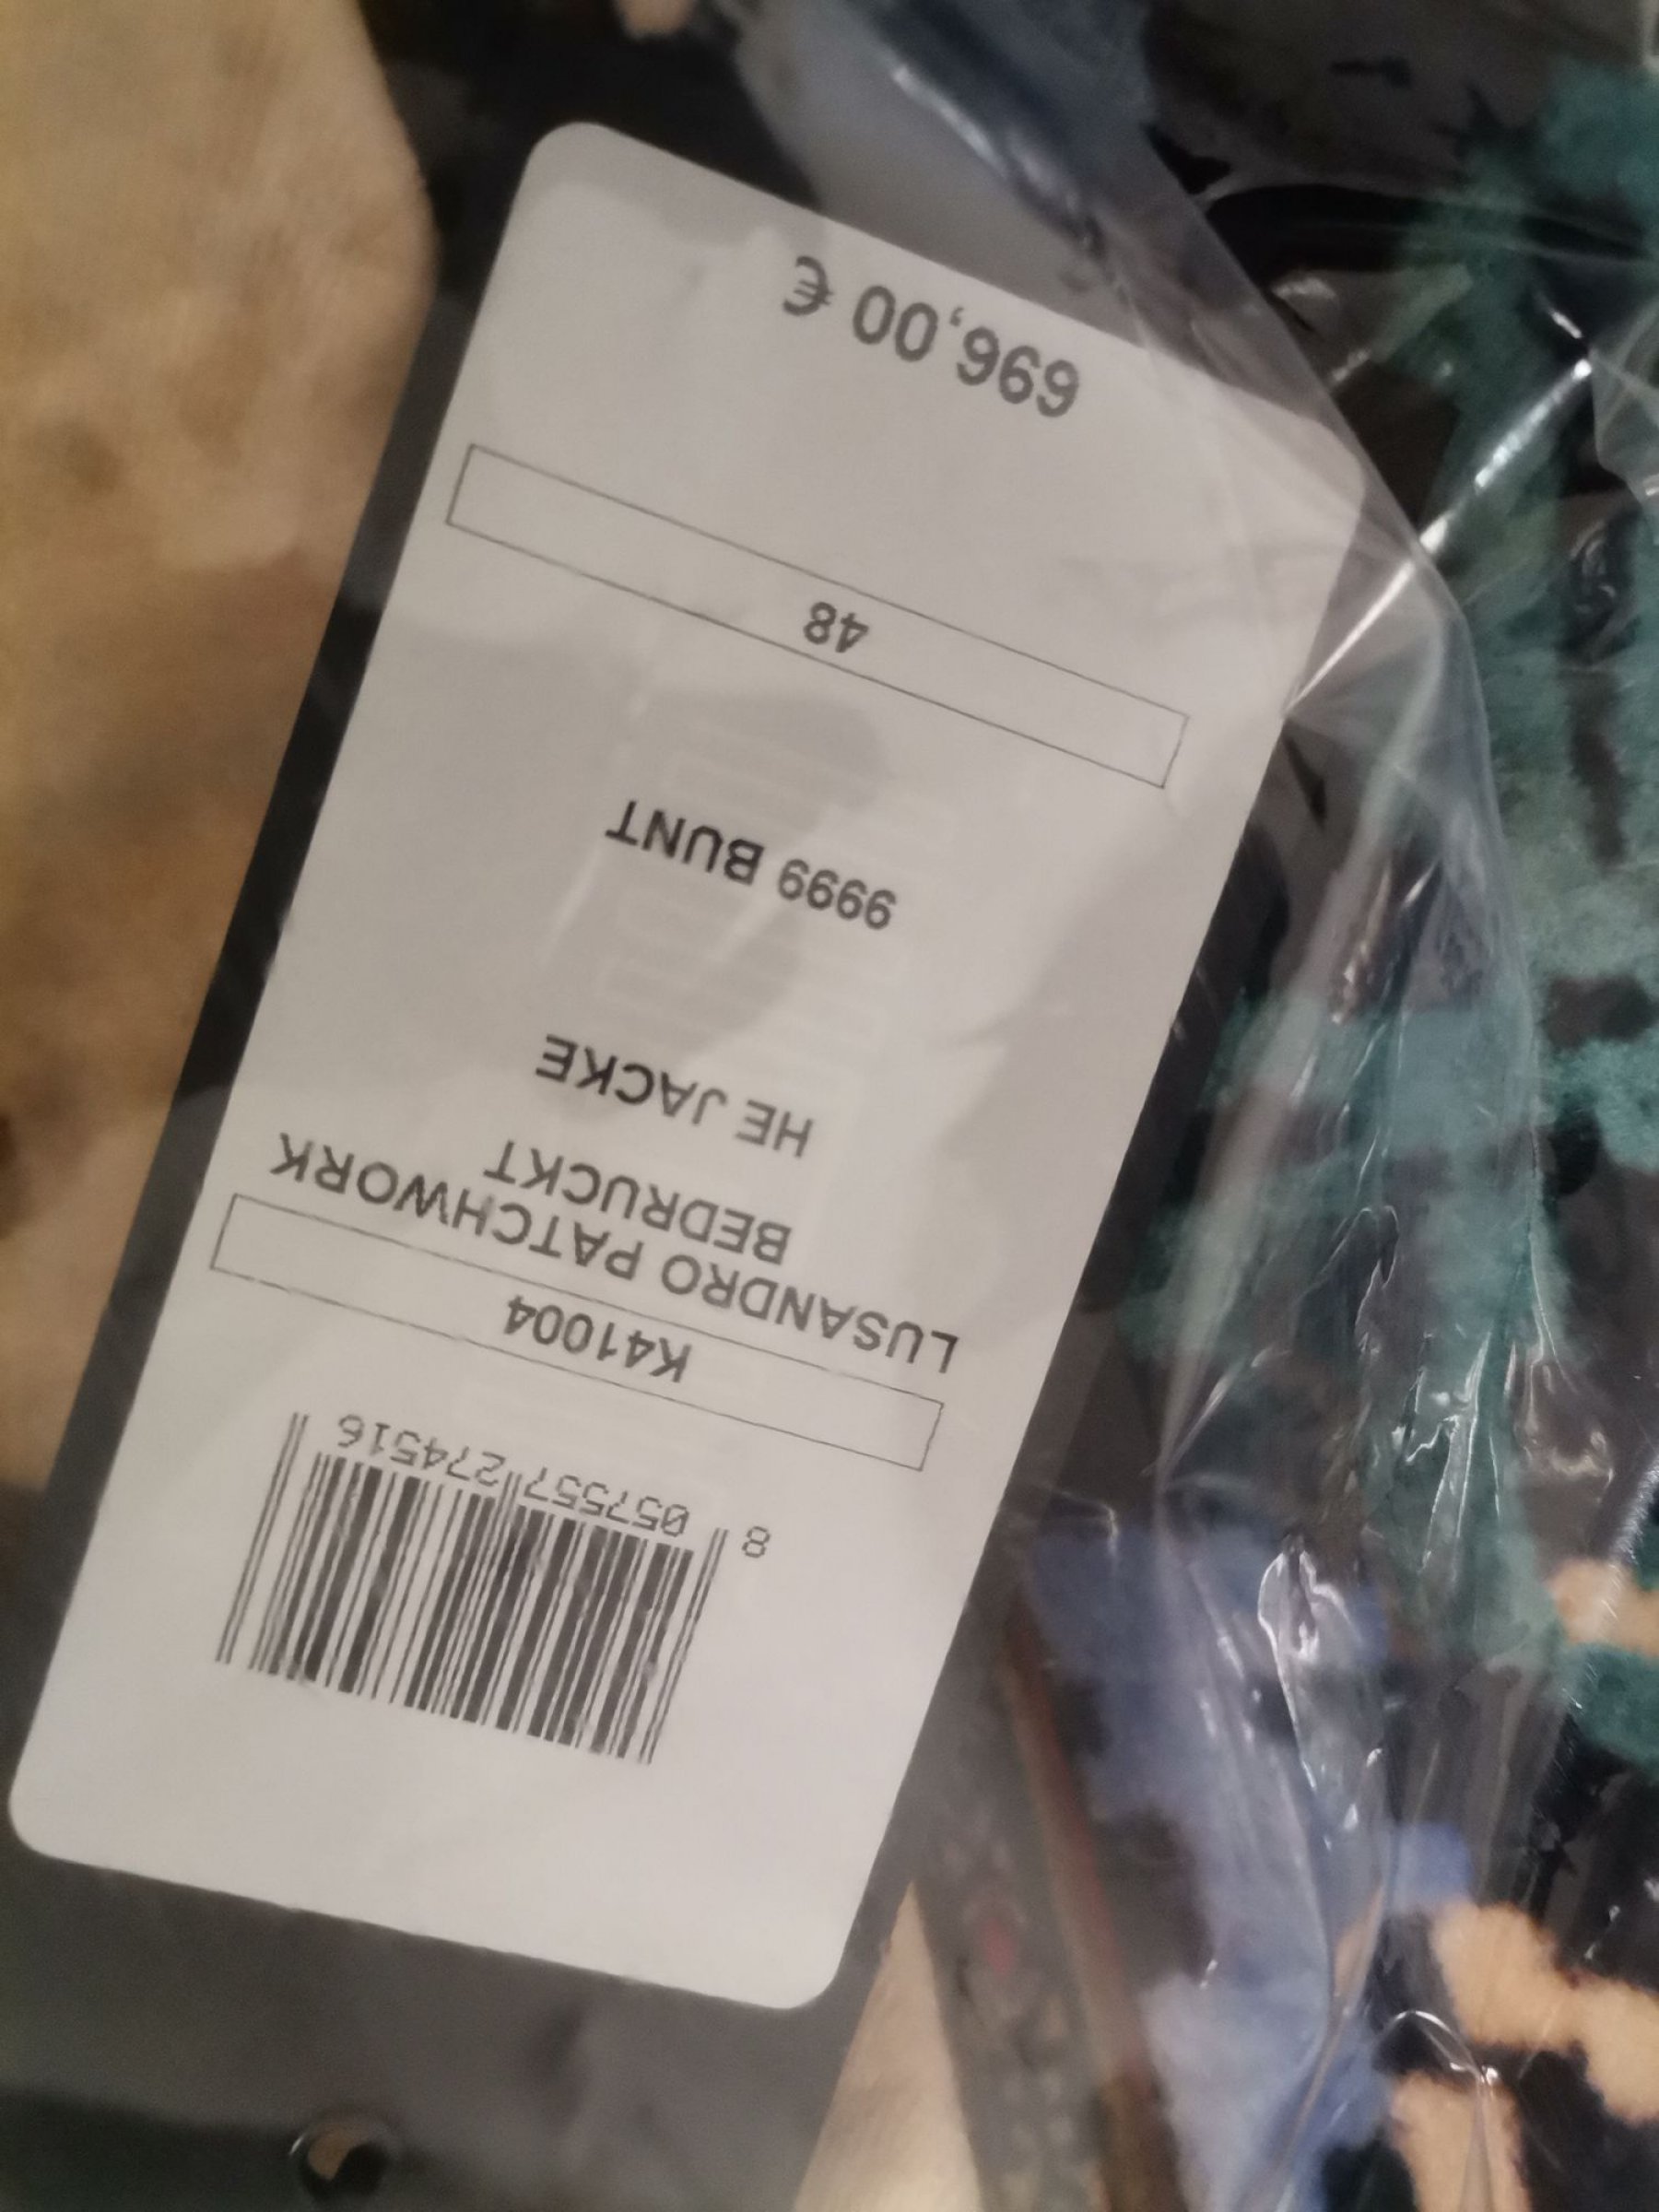 8 057557 274516
K41004
LUSANDRO PATCHWORK
BEDRUCKT
HE JACKE
9999 BUNT
48
696,00 €